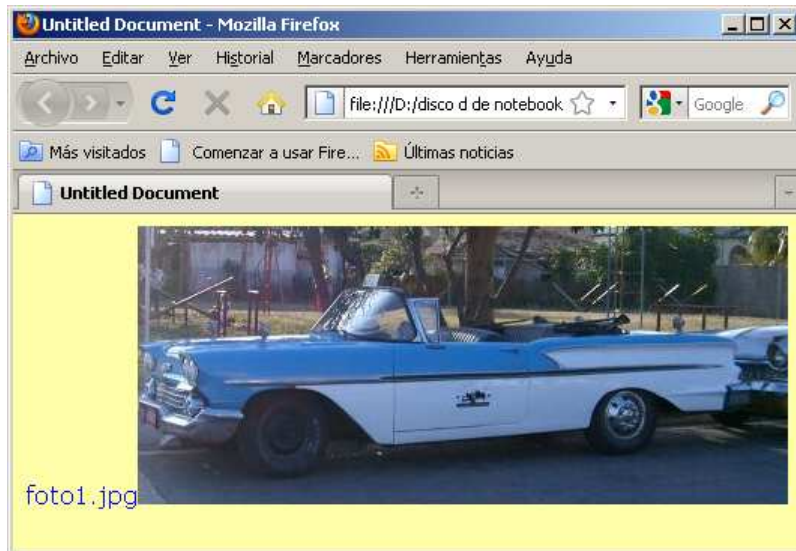 Untitled Document - Mozilla Firefox
Archivo Editar Ver Historial Marcadores Herramientas Ayuda
file:///D:/disco d de notebook Google
Más visitados Comenzar a usar Fire... Últimas noticias
Untitled Document
foto1.jpg